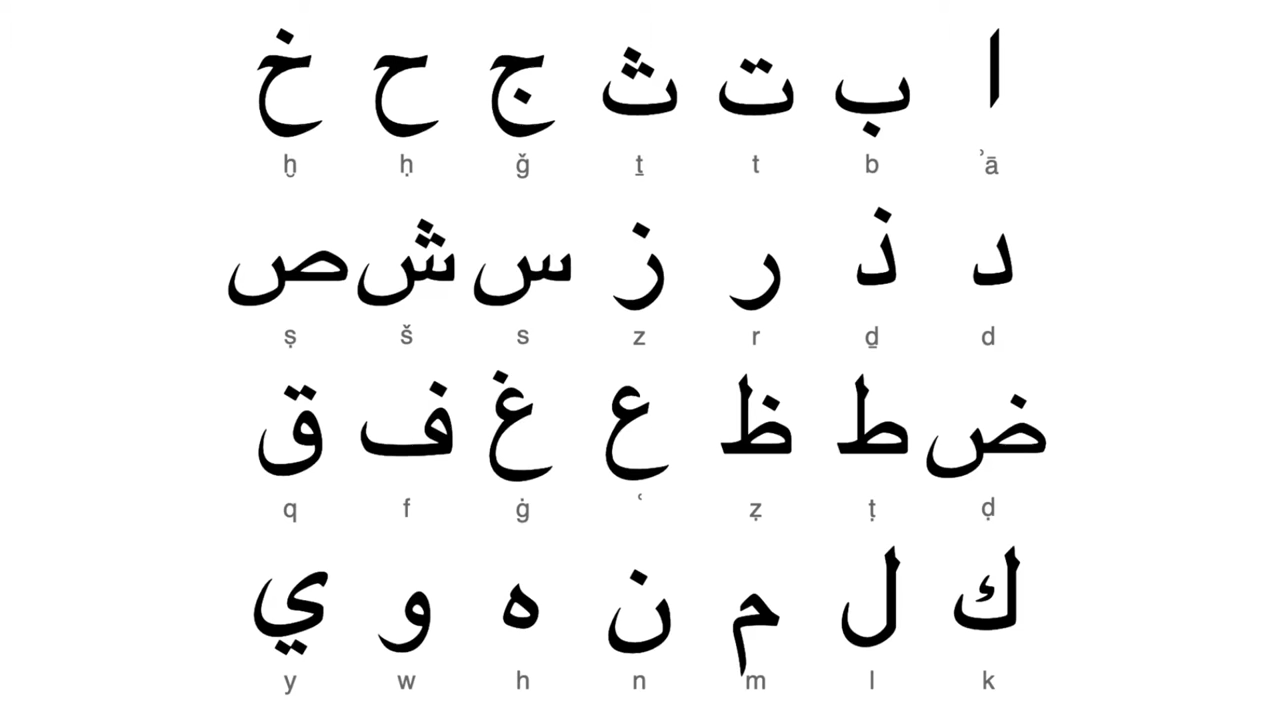 ا ب ت ث ج ح خ
ʾā b t ṯ ǧ ḥ ḫ
د ذ ر ز س ش ص
d ḏ r z s š ṣ
ض ط ظ ع غ ف ق
ḍ ṭ ẓ ʿ ġ f q
ك ل م ن ه و ي
k l m n h w y